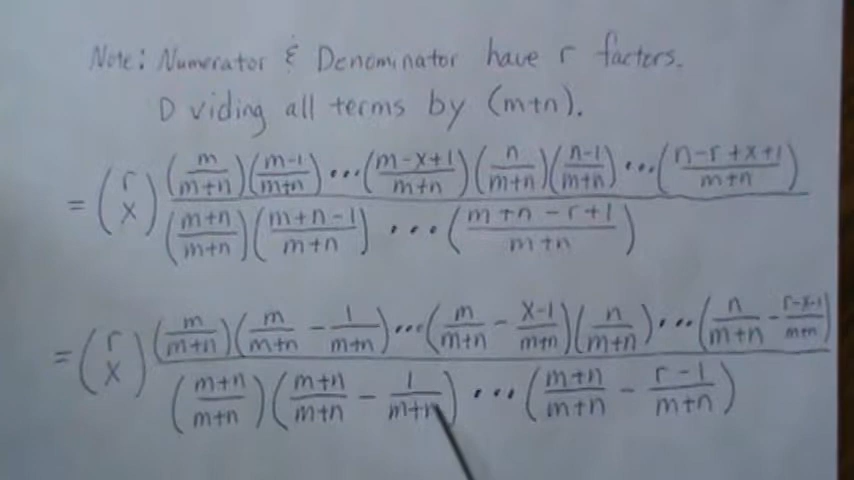 Note: Numerator & Denominator have r factors.
D viding all terms by (m+n).
= (r x) (m/(m+n)) ((m-1)/(m+n)) ... ((m-x+1)/(m+n)) (n/(m+n)) ((n-1)/(m+n)) ... ((n-r+x+1)/(m+n))
((m+n)/(m+n)) ((m+n-1)/(m+n)) ... ((m+n-r+1)/(m+n))
= (r x) (m/(m+n)) (m/(m+n) - 1/(m+n)) ... (m/(m+n) - (x-1)/(m+n)) (n/(m+n)) ... (n/(m+n) - (r-x-1)/(m+n))
((m+n)/(m+n)) ((m+n)/(m+n) - 1/(m+n)) ... ((m+n)/(m+n) - (r-1)/(m+n))